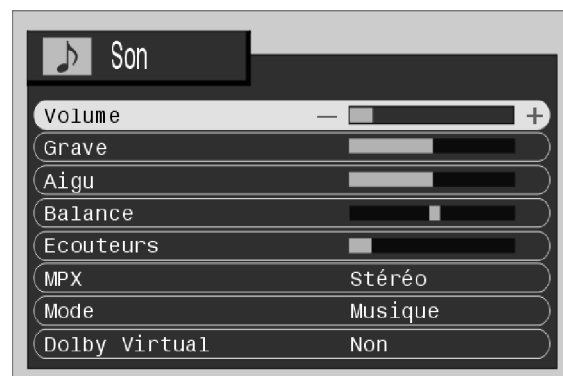 Son
Volume − +
Grave
Aigu
Balance
Ecouteurs
MPX Stéréo
Mode Musique
Dolby Virtual Non